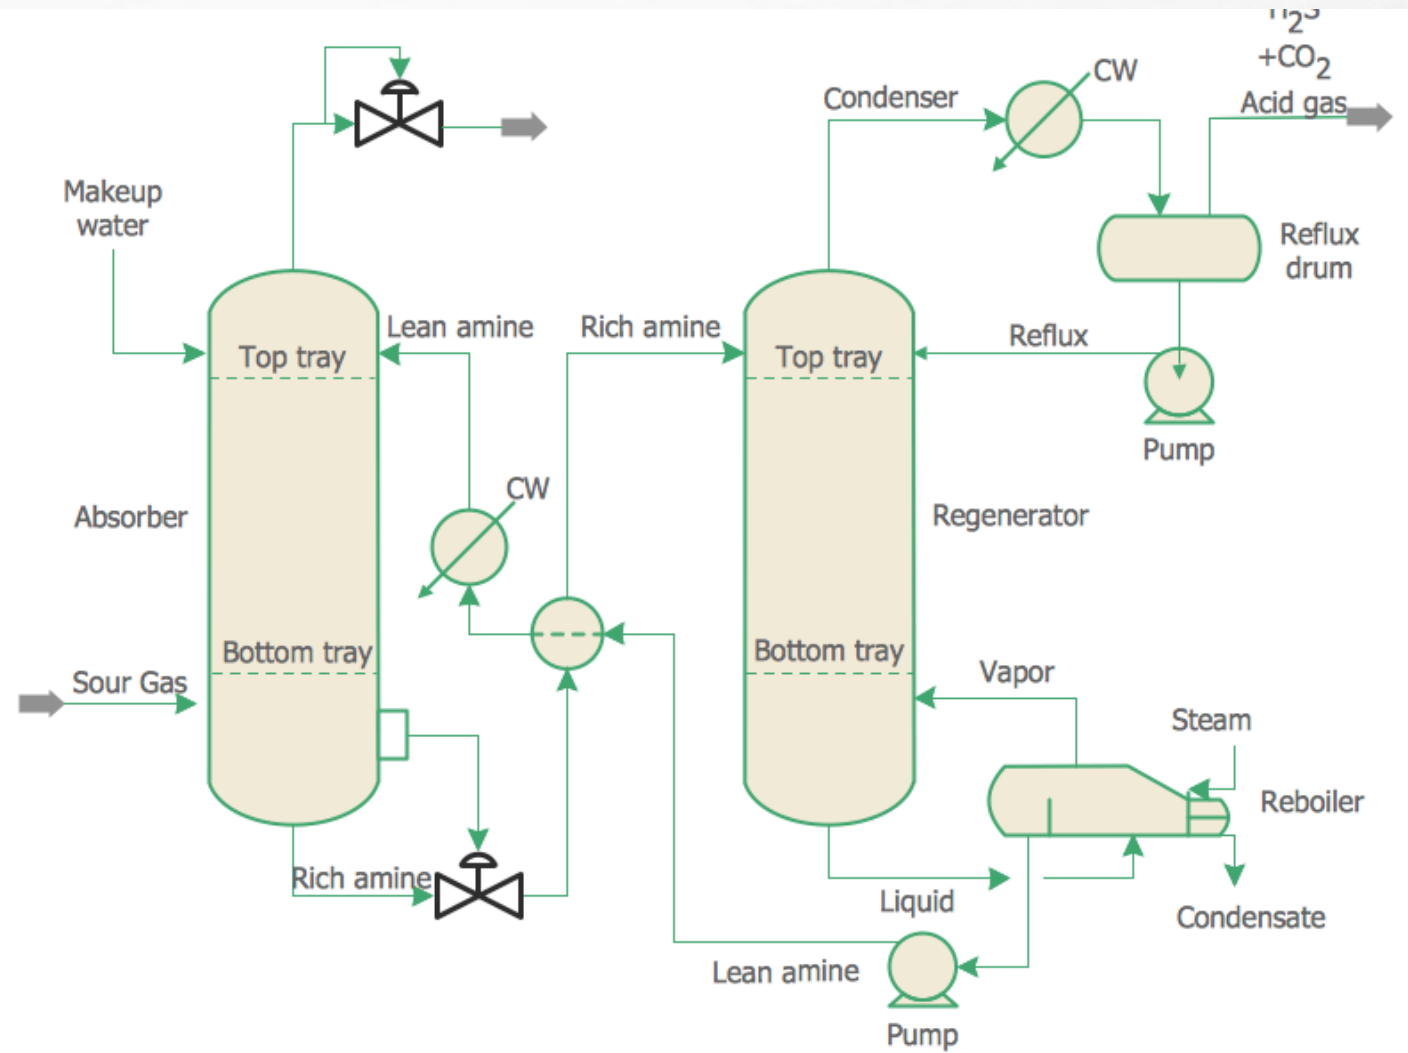 H₂S
+CO₂
Acid gas
CW
Condenser
Makeup
water
Reflux
drum
Lean amine
Rich amine
Reflux
Top tray
Top tray
Pump
CW
Absorber
Regenerator
Bottom tray
Bottom tray
Vapor
Sour Gas
Steam
Reboiler
Rich amine
Liquid
Condensate
Lean amine
Pump